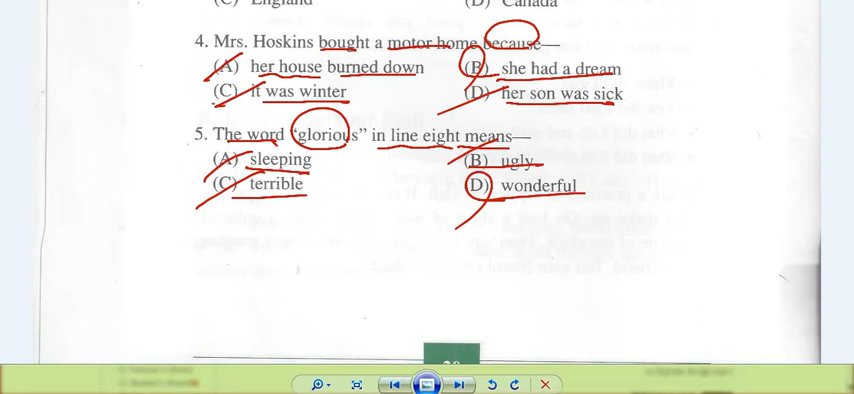 (C) England (D) Canada
4. Mrs. Hoskins bought a motor home because—
(A) her house burned down (B) she had a dream
(C) it was winter (D) her son was sick
5. The word “glorious” in line eight means—
(A) sleeping (B) ugly
(C) terrible (D) wonderful